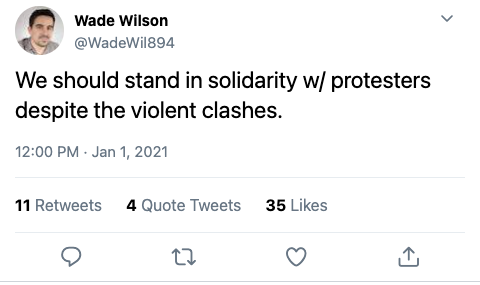 Wade Wilson
@WadeWil894
We should stand in solidarity w/ protesters
despite the violent clashes.
12:00 PM · Jan 1, 2021
11 Retweets 4 Quote Tweets 35 Likes